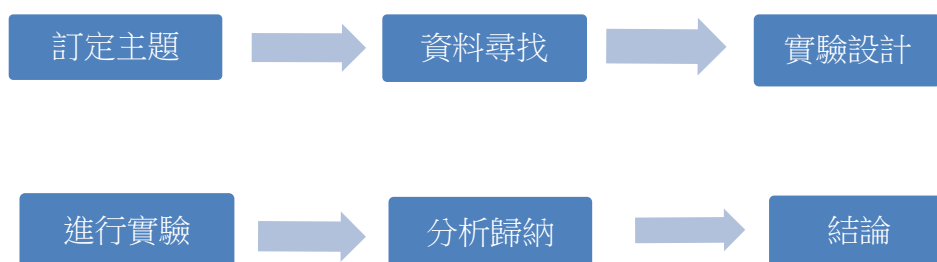 訂定主題
資料尋找
實驗設計
進行實驗
分析歸納
結論